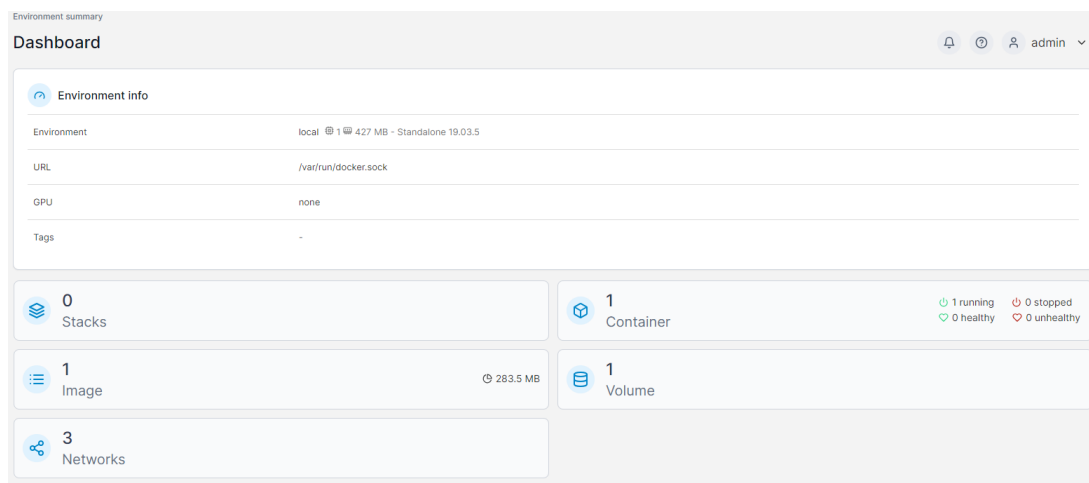 Environment summary
Dashboard
admin
Environment info
Environment local 1 427 MB - Standalone 19.03.5
URL /var/run/docker.sock
GPU none
Tags -
0
Stacks
1
Container
1 running 0 stopped
0 healthy 0 unhealthy
1
Image
283.5 MB
1
Volume
3
Networks